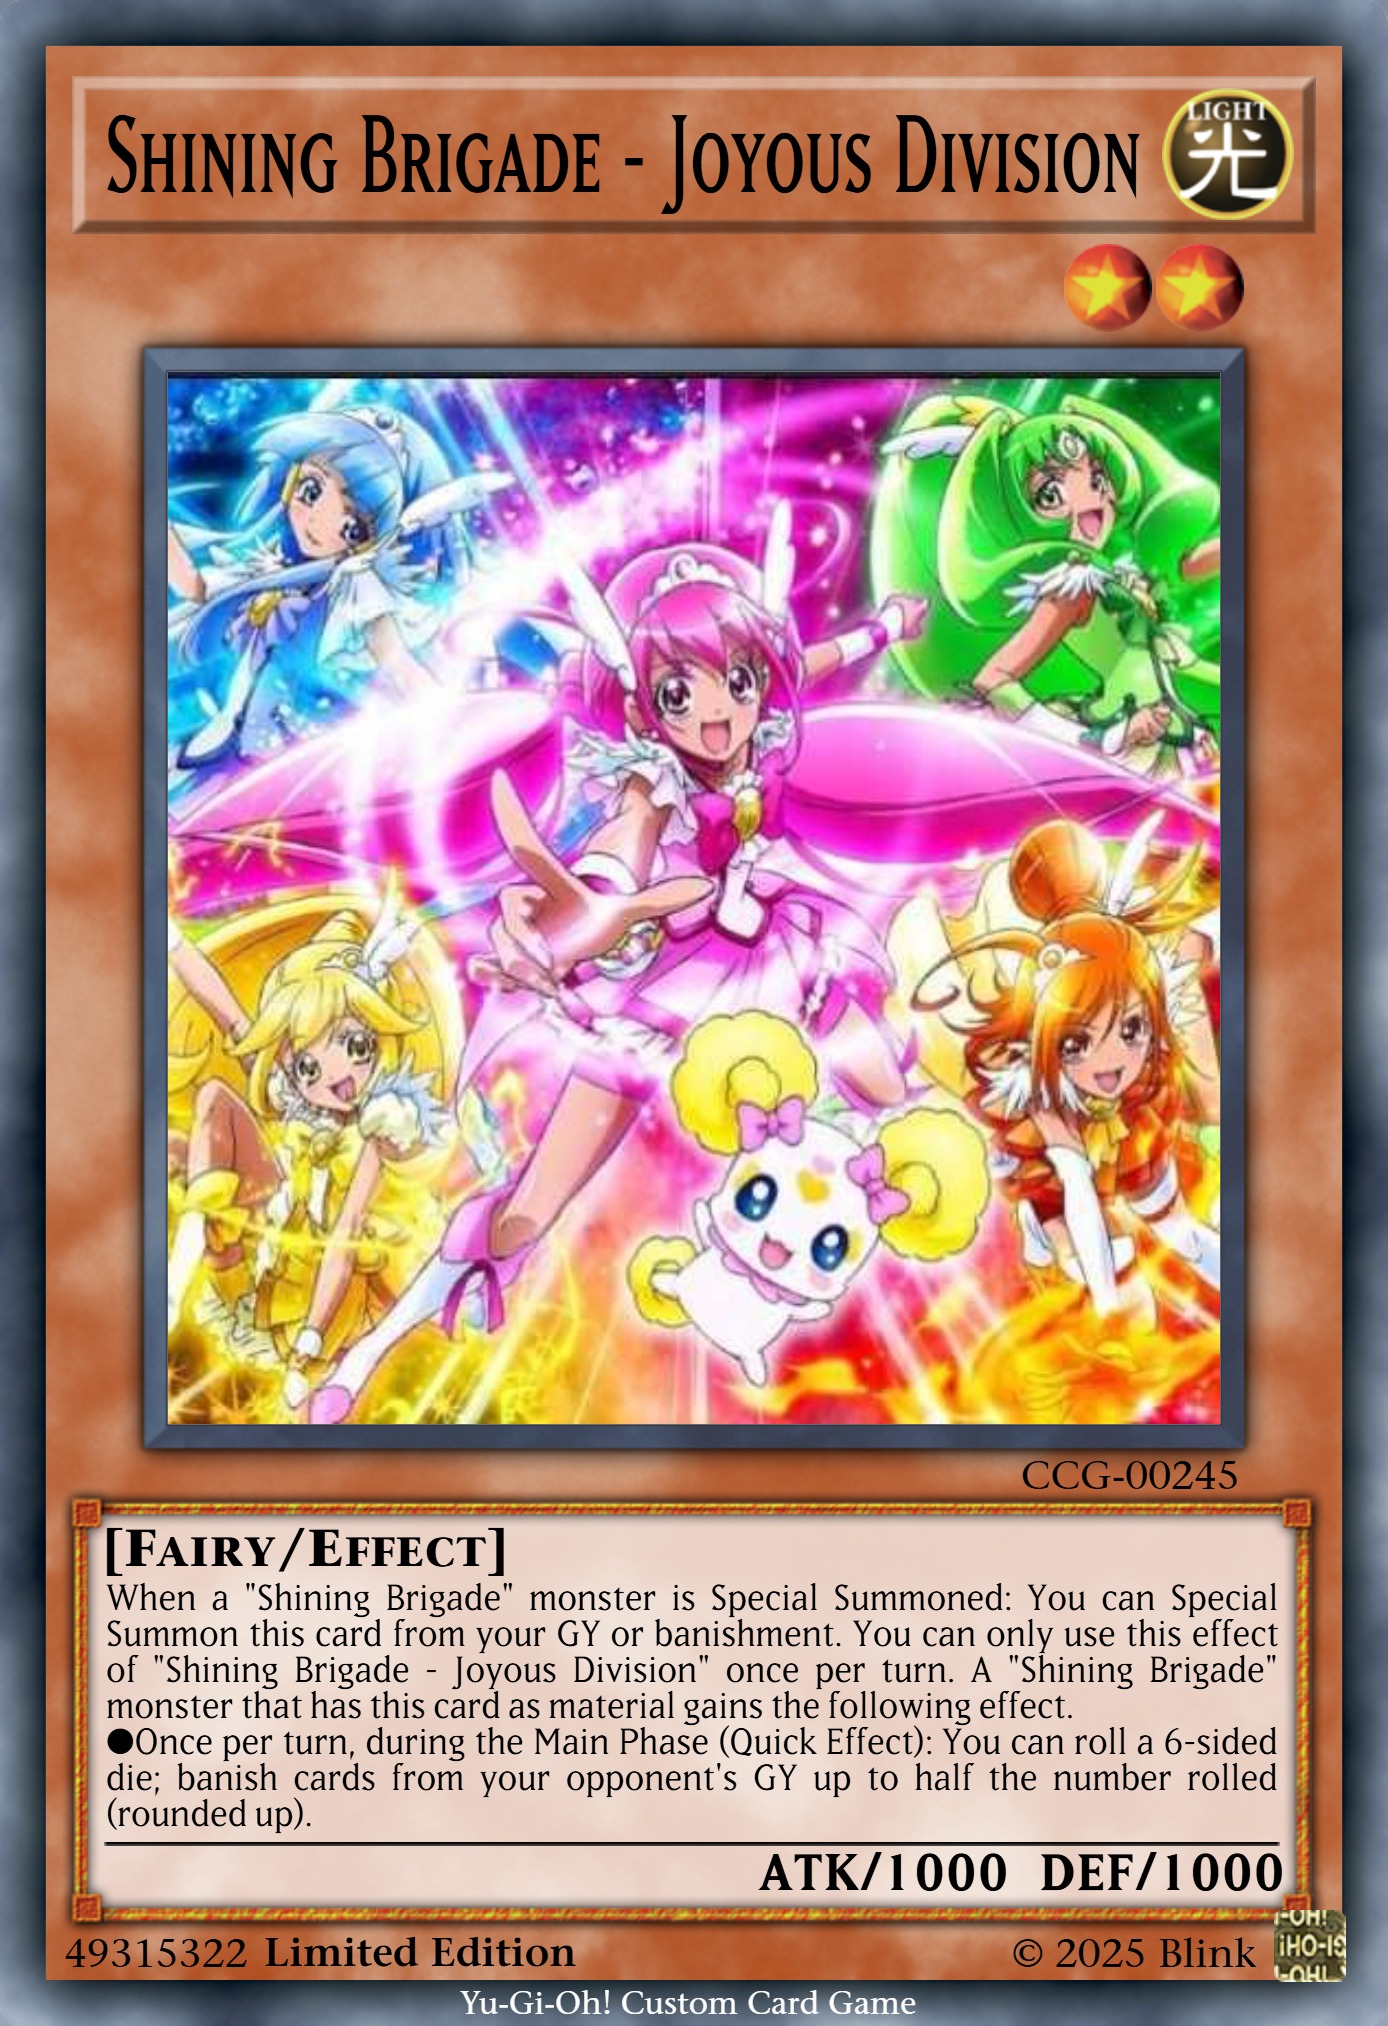 Shining Brigade - Joyous Division
LIGHT
光
CCG-00245
[Fairy/Effect]
When a "Shining Brigade" monster is Special Summoned: You can Special
Summon this card from your GY or banishment. You can only use this effect
of "Shining Brigade - Joyous Division" once per turn. A "Shining Brigade"
monster that has this card as material gains the following effect.
●Once per turn, during the Main Phase (Quick Effect): You can roll a 6-sided
die; banish cards from your opponent's GY up to half the number rolled
(rounded up).
ATK/1000 DEF/1000
49315322 Limited Edition
© 2025 Blink
Yu-Gi-Oh! Custom Card Game